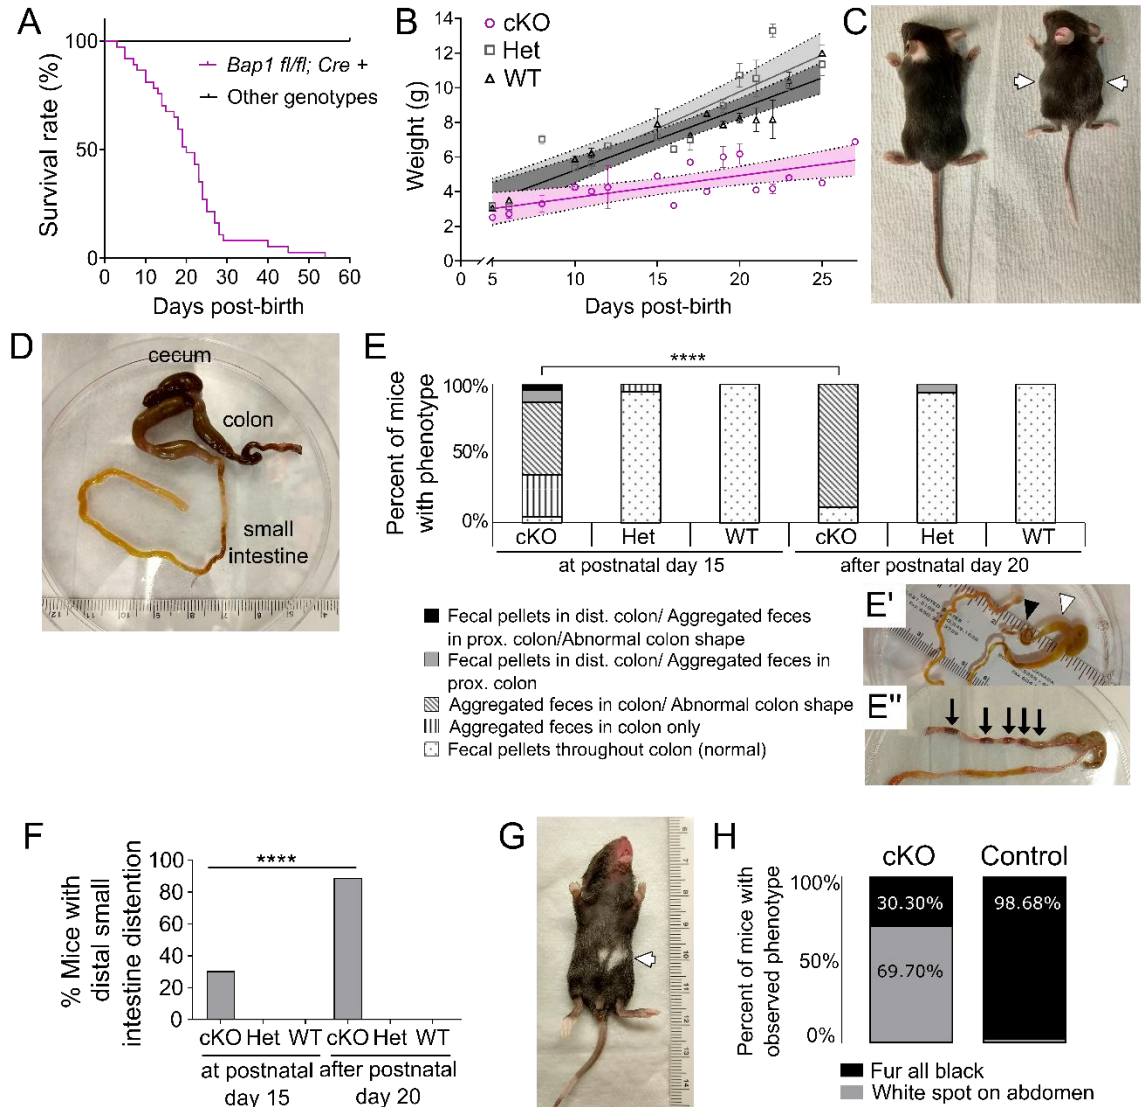 A
Survival rate (%)
100
50
0
0 10 20 30 40 50 60
Days post-birth
Bap1 fl/fl; Cre +
Other genotypes
B
Weight (g)
14
12
10
8
6
4
2
0
0 5 10 15 20 25
Days post-birth
cKO
Het
WT
C
D
cecum
colon
small
intestine
E
****
Percent of mice
with phenotype
100%
50%
0%
cKO Het WT cKO Het WT
at postnatal day 15 after postnatal day 20
Fecal pellets in dist. colon/ Aggregated feces
in prox. colon/Abnormal colon shape
Fecal pellets in dist. colon/ Aggregated feces in
prox. colon
Aggregated feces in colon/ Abnormal colon shape
Aggregated feces in colon only
Fecal pellets throughout colon (normal)
E'
E"
F
% Mice with
distal small
intestine distention
100
80
60
40
20
0
****
cKO Het WT cKO Het WT
at postnatal
day 15
after postnatal
day 20
G
H
cKO Control
Percent of mice with
observed phenotype
100%
50%
0%
30.30%
69.70%
98.68%
Fur all black
White spot on abdomen